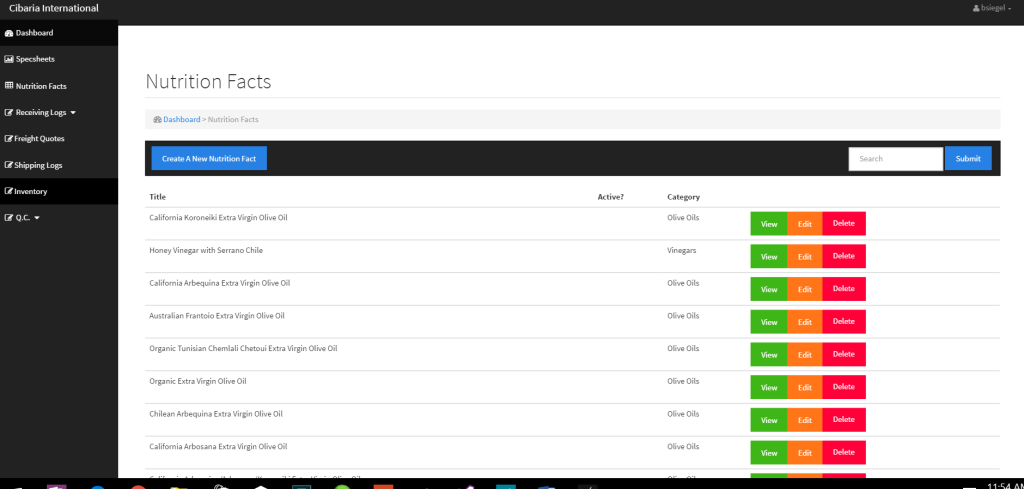 Cibaria International
bsiegel
Dashboard
Specsheets
Nutrition Facts
Receiving Logs
Freight Quotes
Shipping Logs
Inventory
Q.C.
Nutrition Facts
Dashboard > Nutrition Facts
Create A New Nutrition Fact Search Submit
Title Active? Category
California Koroneiki Extra Virgin Olive Oil Olive Oils View Edit Delete
Honey Vinegar with Serrano Chile Vinegars View Edit Delete
California Arbequina Extra Virgin Olive Oil Olive Oils View Edit Delete
Australian Frantoio Extra Virgin Olive Oil Olive Oils View Edit Delete
Organic Tunisian Chemlali Chetoui Extra Virgin Olive Oil Olive Oils View Edit Delete
Organic Extra Virgin Olive Oil Olive Oils View Edit Delete
Chilean Arbequina Extra Virgin Olive Oil Olive Oils View Edit Delete
California Arbosana Extra Virgin Olive Oil Olive Oils View Edit Delete
11:54 AM